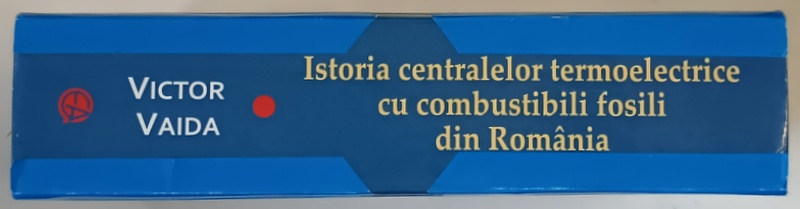 VICTOR
VAIDA
Istoria centralelor termoelectrice
cu combustibili fosili
din România